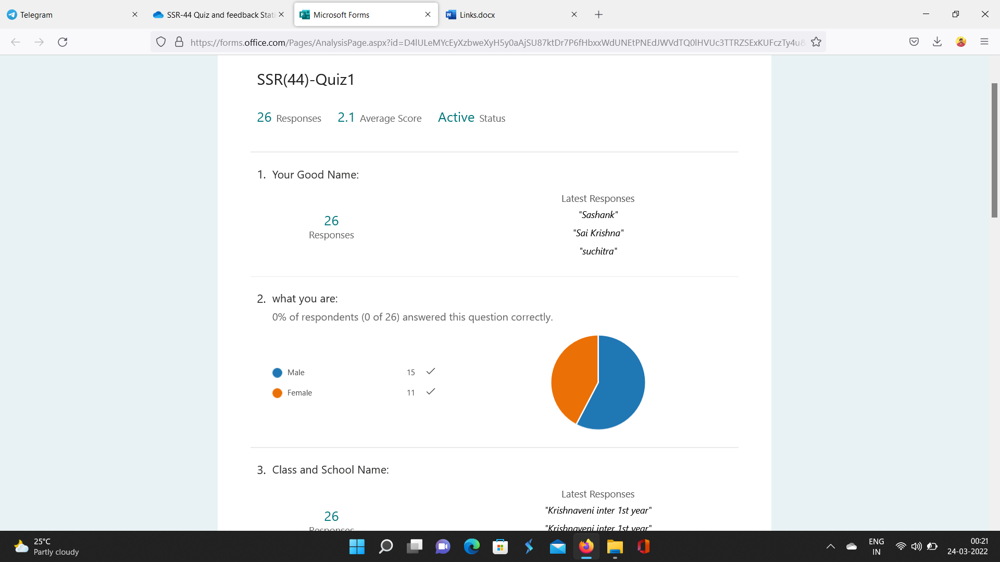 Telegram
SSR-44 Quiz and feedback Stati
Microsoft Forms
Links.docx
https://forms.office.com/Pages/AnalysisPage.aspx?id=D4lULeMYcEyXzbweXyH5y0aAjSU87ktDr7P6fHbxxWdUNEtPNEdJWVdTQ0lHVUc3TTRZSExKUFczTy4u&
SSR(44)-Quiz1
26 Responses 2.1 Average Score Active Status
1. Your Good Name:
26
Responses
Latest Responses
"Sashank"
"Sai Krishna"
"suchitra"
2. what you are:
0% of respondents (0 of 26) answered this question correctly.
Male 15
Female 11
3. Class and School Name:
26
Responses
Latest Responses
"Krishnaveni inter 1st year"
"Krishnaveni inter 1st year"
25°C
Partly cloudy
ENG
IN
00:21
24-03-2022